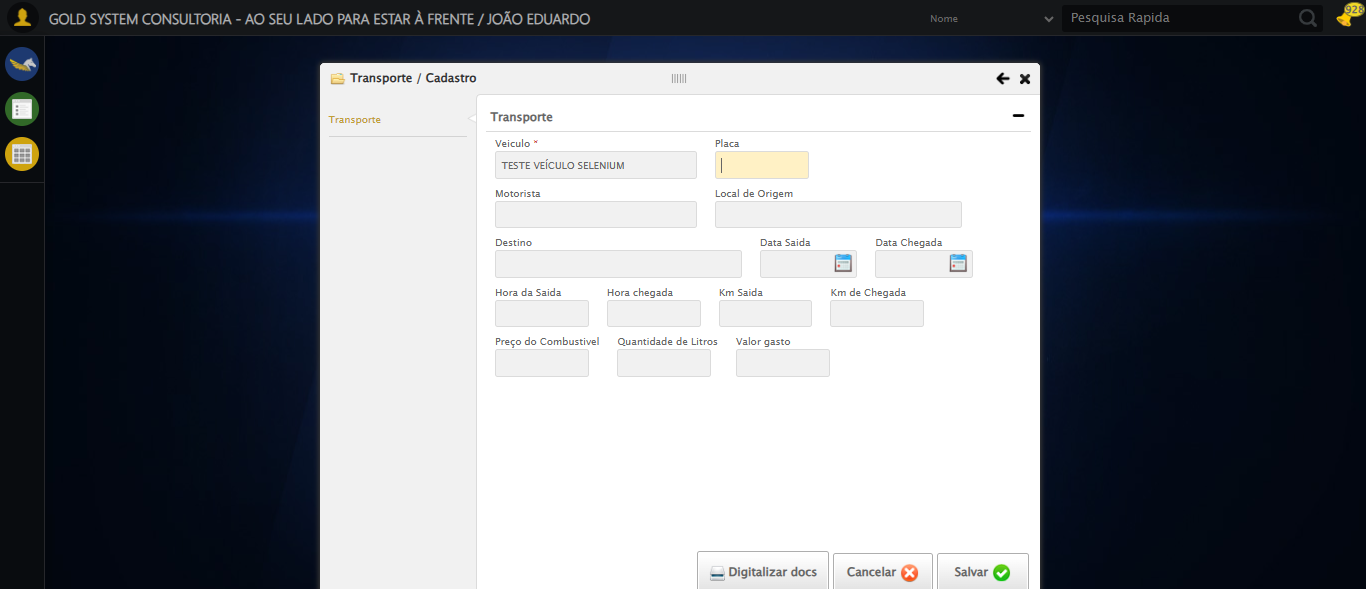 GOLD SYSTEM CONSULTORIA - AO SEU LADO PARA ESTAR À FRENTE / JOÃO EDUARDO
Nome
Pesquisa Rapida
928
Transporte / Cadastro
Transporte
Transporte
Veiculo * Placa
TESTE VEÍCULO SELENIUM
Motorista Local de Origem
Destino Data Saida Data Chegada
Hora da Saida Hora chegada Km Saida Km de Chegada
Preço do Combustivel Quantidade de Litros Valor gasto
Digitalizar docs Cancelar Salvar